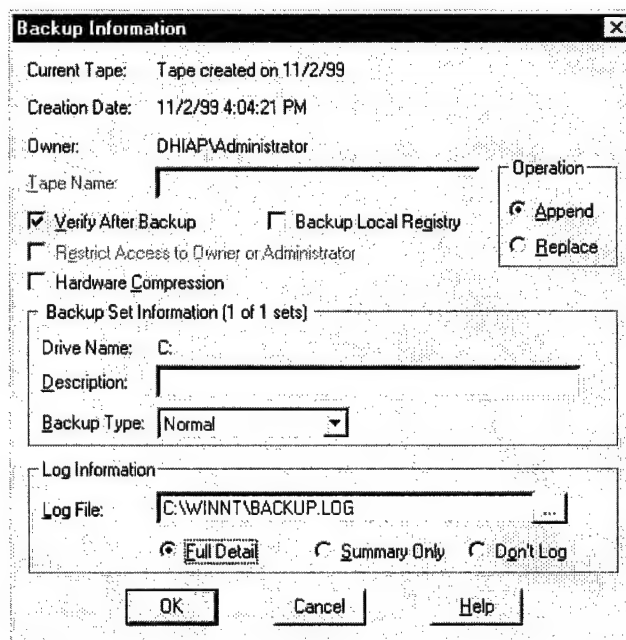 Backup Information
Current Tape: Tape created on 11/2/99
Creation Date: 11/2/99 4:04:21 PM
Owner: DHIAP\Administrator
Tape Name:
Operation
Append
Replace
Verify After Backup
Backup Local Registry
Restrict Access to Owner or Administrator
Hardware Compression
Backup Set Information (1 of 1 sets)
Drive Name: C:
Description:
Backup Type: Normal
Log Information
Log File: C:\WINNT\BACKUP.LOG ...
Full Detail Summary Only Don't Log
OK Cancel Help